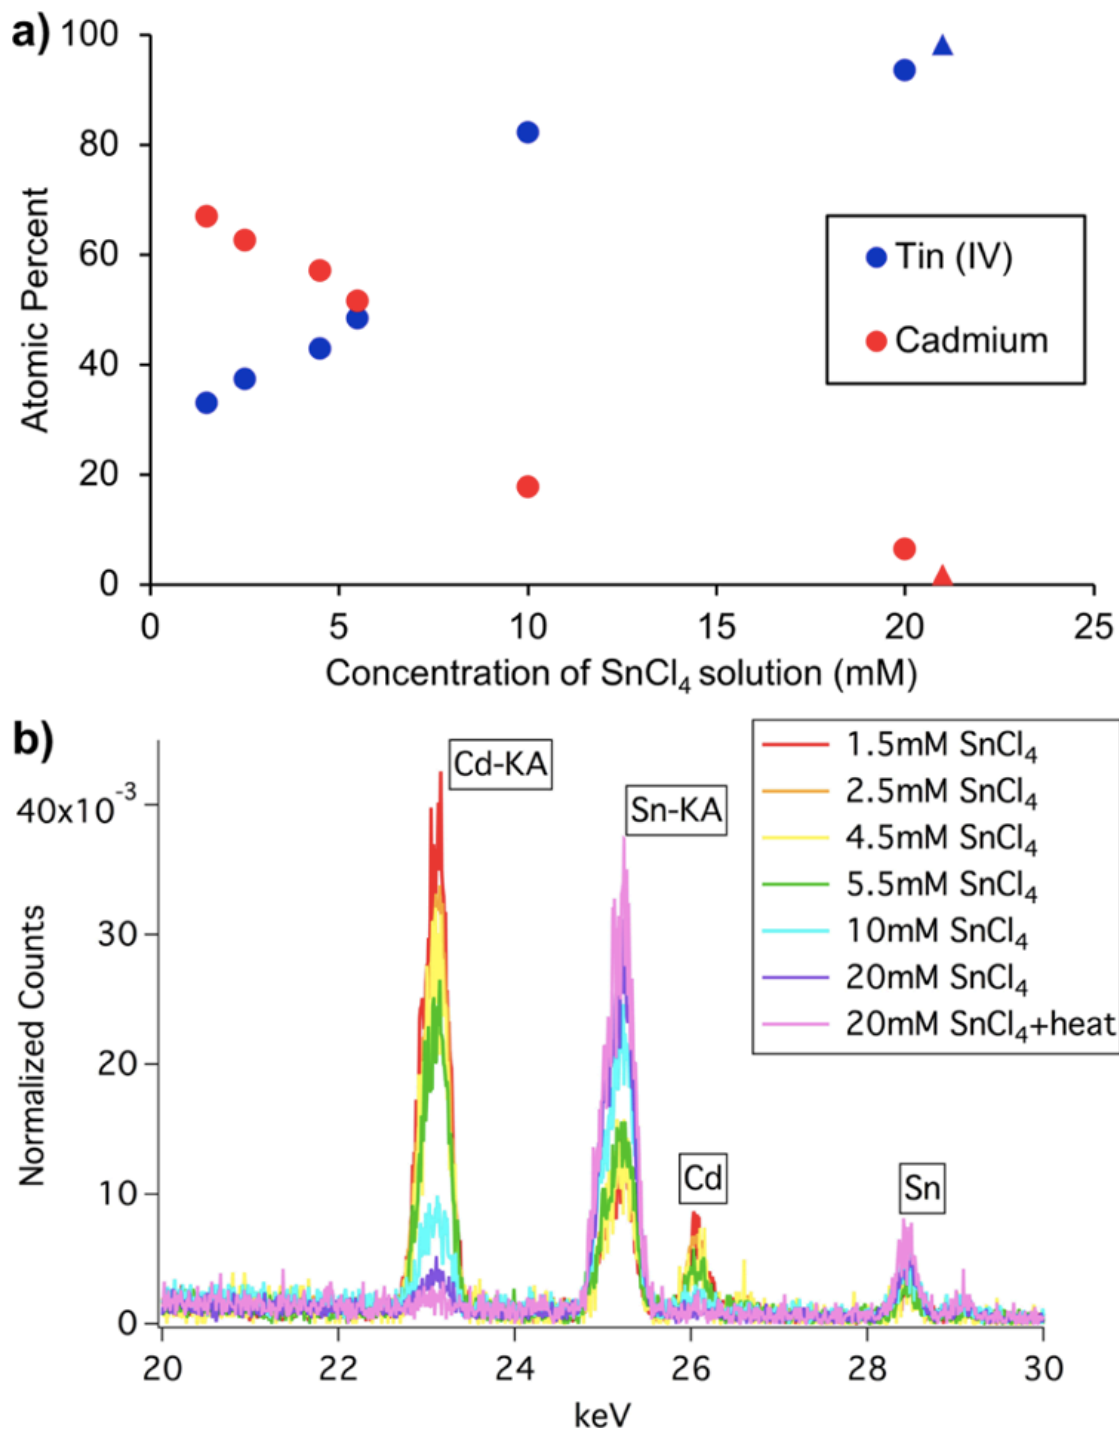 a)
100
80
60
40
20
0
Atomic Percent
Tin (IV)
Cadmium
0 5 10 15 20 25
Concentration of SnCl₄ solution (mM)
b)
Cd-KA
Sn-KA
Cd
Sn
1.5mM SnCl₄
2.5mM SnCl₄
4.5mM SnCl₄
5.5mM SnCl₄
10mM SnCl₄
20mM SnCl₄
20mM SnCl₄+heat
40x10⁻³
30
20
10
0
Normalized Counts
20 22 24 26 28 30
keV